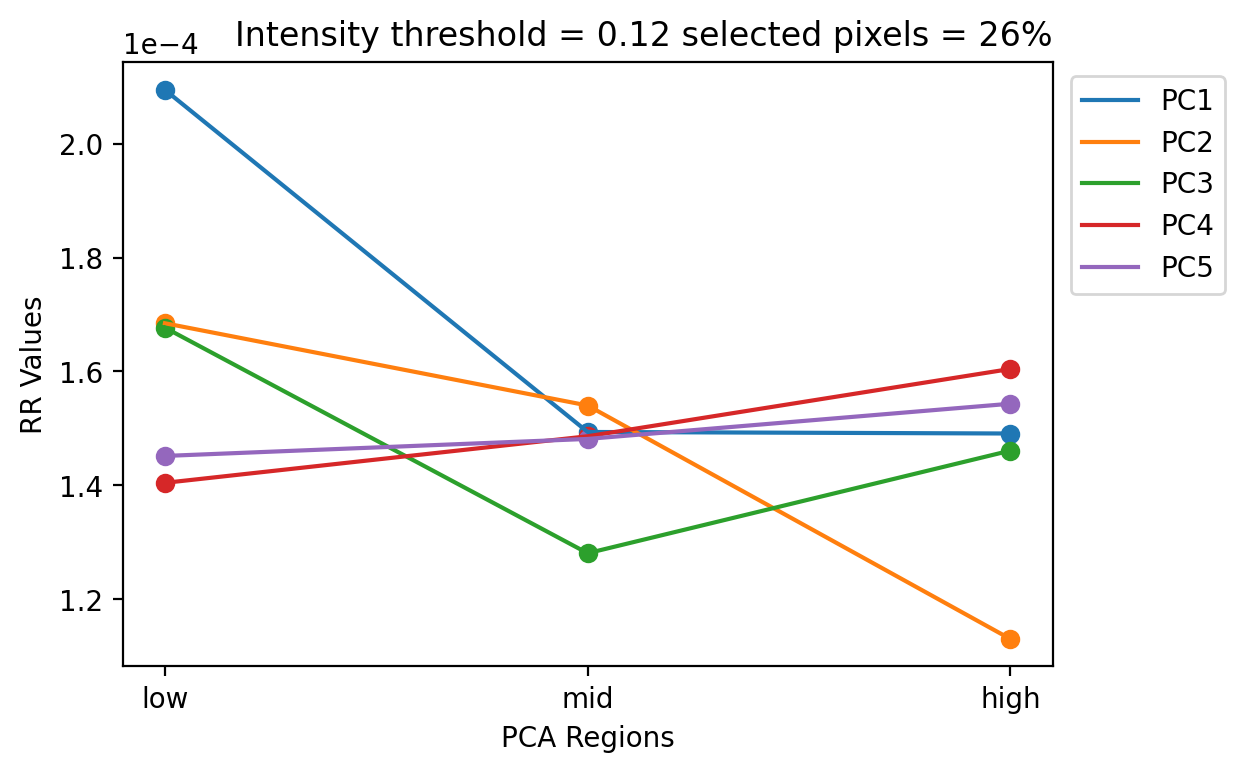 Intensity threshold = 0.12 selected pixels = 26%
1e−4
2.0
1.8
1.6
1.4
1.2
RR Values
low
mid
high
PCA Regions
PC1
PC2
PC3
PC4
PC5